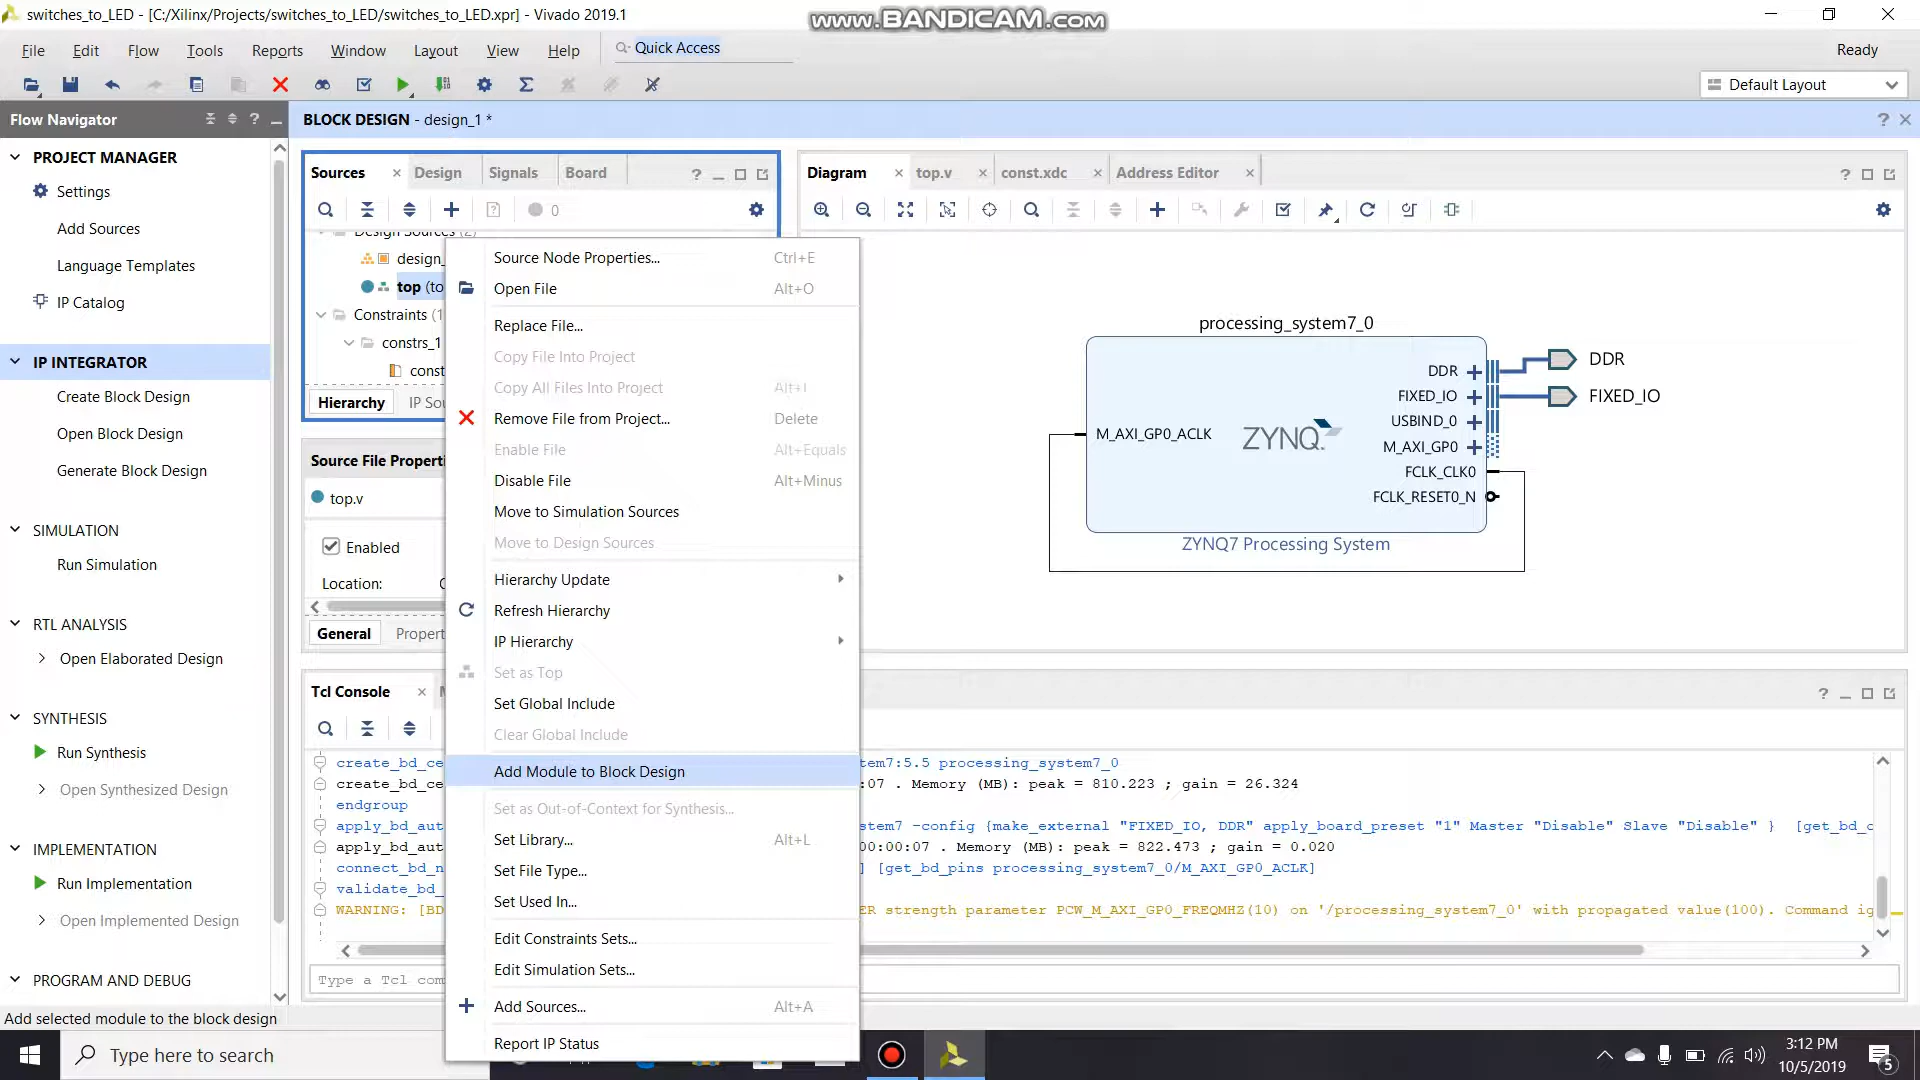 switches_to_LED - [C:/Xilinx/Projects/switches_to_LED/switches_to_LED.xpr] - Vivado 2019.1
www.BANDICAM.com
File Edit Flow Tools Reports Window Layout View Help Quick Access
Ready
Default Layout
Flow Navigator
BLOCK DESIGN - design_1 *
PROJECT MANAGER
Settings
Add Sources
Language Templates
IP Catalog
IP INTEGRATOR
Create Block Design
Open Block Design
Generate Block Design
SIMULATION
Run Simulation
RTL ANALYSIS
Open Elaborated Design
SYNTHESIS
Run Synthesis
Open Synthesized Design
IMPLEMENTATION
Run Implementation
Open Implemented Design
PROGRAM AND DEBUG
Add selected module to the block design
Sources Design Signals Board
0
Design Sources (2)
design_
top (to
Constraints (1
constrs_1
const
Hierarchy IP Sou
Source File Properti
top.v
Enabled
Location:
General Propert
Source Node Properties... Ctrl+E
Open File Alt+O
Replace File...
Copy File Into Project
Copy All Files Into Project Alt+I
Remove File from Project... Delete
Enable File Alt+Equals
Disable File Alt+Minus
Move to Simulation Sources
Move to Design Sources
Hierarchy Update
Refresh Hierarchy
IP Hierarchy
Set as Top
Set Global Include
Clear Global Include
Add Module to Block Design
Set as Out-of-Context for Synthesis...
Set Library... Alt+L
Set File Type...
Set Used In...
Edit Constraints Sets...
Edit Simulation Sets...
Add Sources... Alt+A
Report IP Status
Diagram top.v const.xdc Address Editor
processing_system7_0
M_AXI_GP0_ACLK
ZYNQ
DDR
FIXED_IO
USBIND_0
M_AXI_GP0
FCLK_CLK0
FCLK_RESET0_N
DDR
FIXED_IO
ZYNQ7 Processing System
Tcl Console
create_bd_ce tem7:5.5 processing_system7_0
create_bd_ce :07 . Memory (MB): peak = 810.223 ; gain = 26.324
endgroup
apply_bd_aut stem7 -config {make_external "FIXED_IO, DDR" apply_board_preset "1" Master "Disable" Slave "Disable" } [get_bd_c
apply_bd_aut 00:00:07 . Memory (MB): peak = 822.473 ; gain = 0.020
connect_bd_n ] [get_bd_pins processing_system7_0/M_AXI_GP0_ACLK]
validate_bd_
WARNING: [BD ER strength parameter PCW_M_AXI_GP0_FREQMHZ(10) on '/processing_system7_0' with propagated value(100). Command ig
Type a Tcl com
Type here to search
3:12 PM
10/5/2019
5